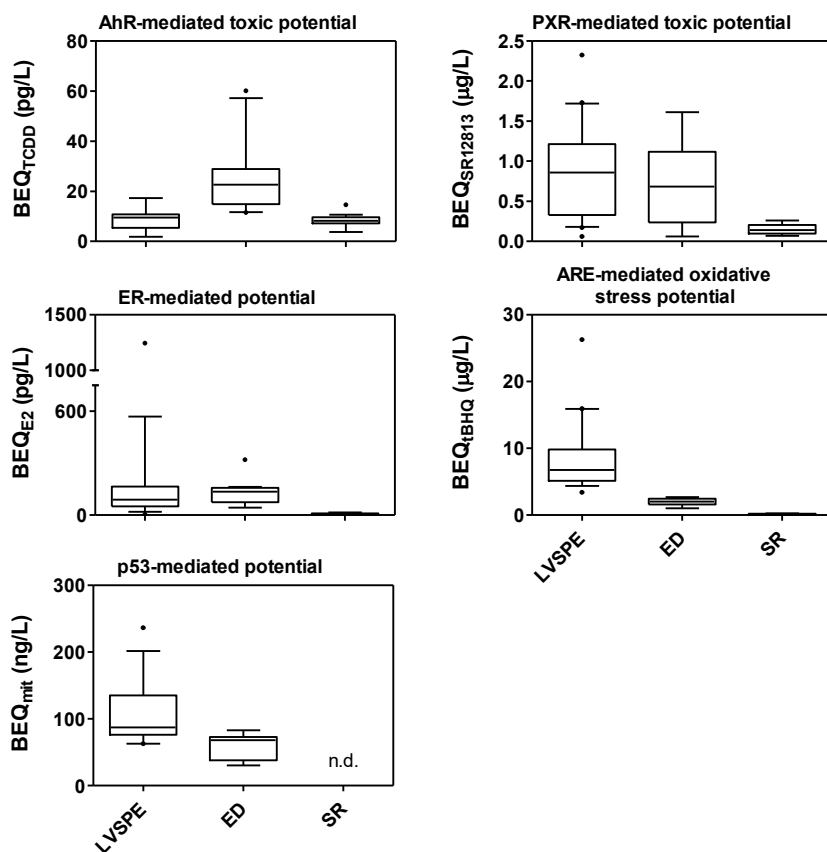 AhR-mediated toxic potential
80
60
40
20
0
BEQTCDD (pg/L)
PXR-mediated toxic potential
2.5
2.0
1.5
1.0
0.5
0.0
BEQSR12813 (µg/L)
ER-mediated potential
1500
1000
600
0
BEQE2 (pg/L)
ARE-mediated oxidative
stress potential
30
20
10
0
BEQtBHQ (µg/L)
LVSPE
ED
SR
p53-mediated potential
300
200
100
0
BEQmit (ng/L)
n.d.
LVSPE
ED
SR